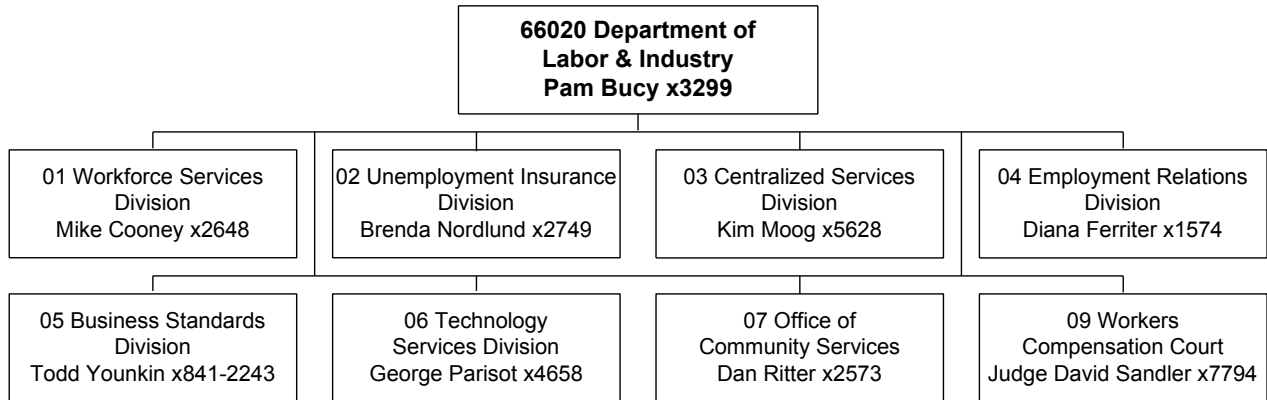 66020 Department of
Labor & Industry
Pam Bucy x3299
01 Workforce Services
Division
Mike Cooney x2648
02 Unemployment Insurance
Division
Brenda Nordlund x2749
03 Centralized Services
Division
Kim Moog x5628
04 Employment Relations
Division
Diana Ferriter x1574
05 Business Standards
Division
Todd Younkin x841-2243
06 Technology
Services Division
George Parisot x4658
07 Office of
Community Services
Dan Ritter x2573
09 Workers
Compensation Court
Judge David Sandler x7794